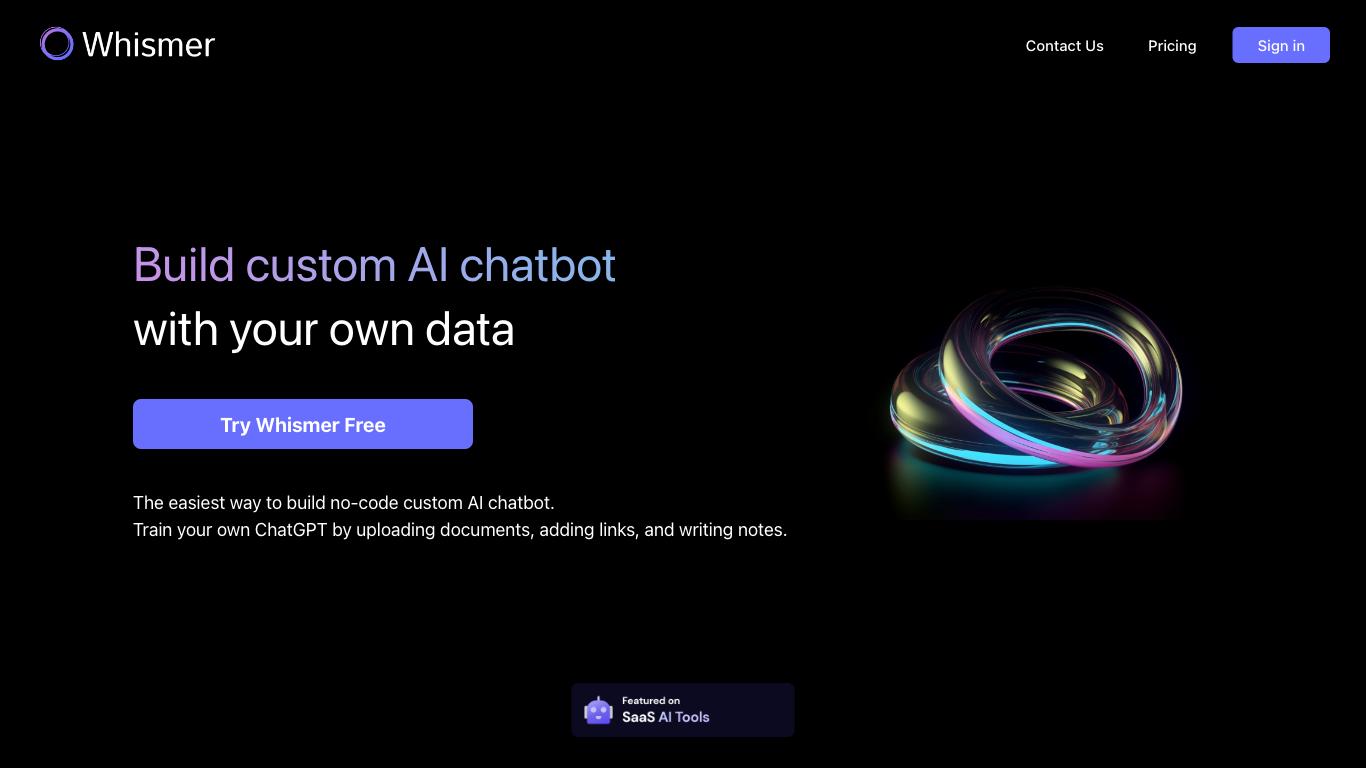 Whismer
Contact Us
Pricing
Sign in
Build custom AI chatbot
with your own data
Try Whismer Free
The easiest way to build no-code custom AI chatbot.
Train your own ChatGPT by uploading documents, adding links, and writing notes.
Featured on
SaaS AI Tools